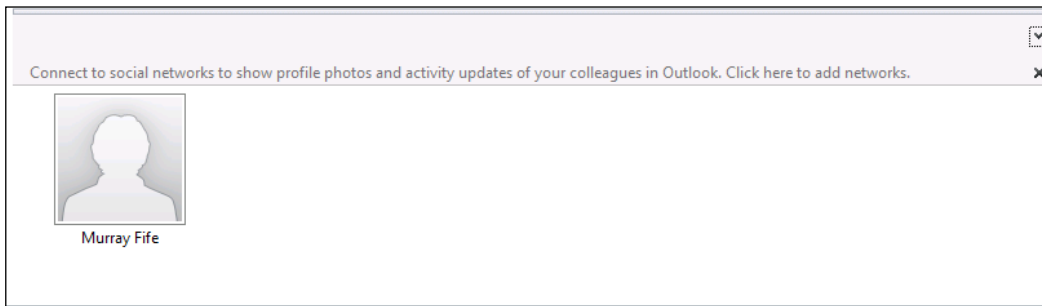 Connect to social networks to show profile photos and activity updates of your colleagues in Outlook. Click here to add networks.
Murray Fife